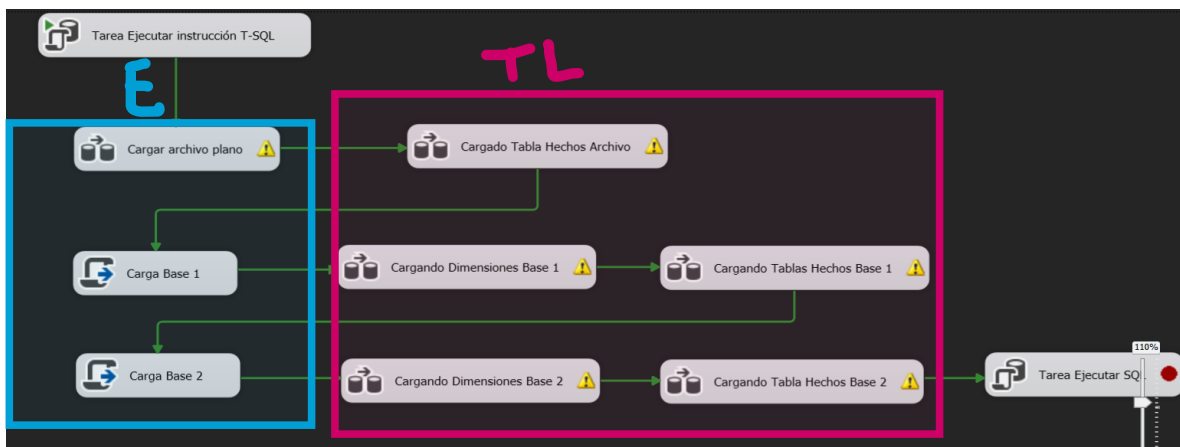 Tarea Ejecutar instrucción T-SQL
E
TL
Cargar archivo plano
Cargado Tabla Hechos Archivo
Carga Base 1
Cargando Dimensiones Base 1
Cargando Tablas Hechos Base 1
110%
Carga Base 2
Cargando Dimensiones Base 2
Cargando Tabla Hechos Base 2
Tarea Ejecutar SQL